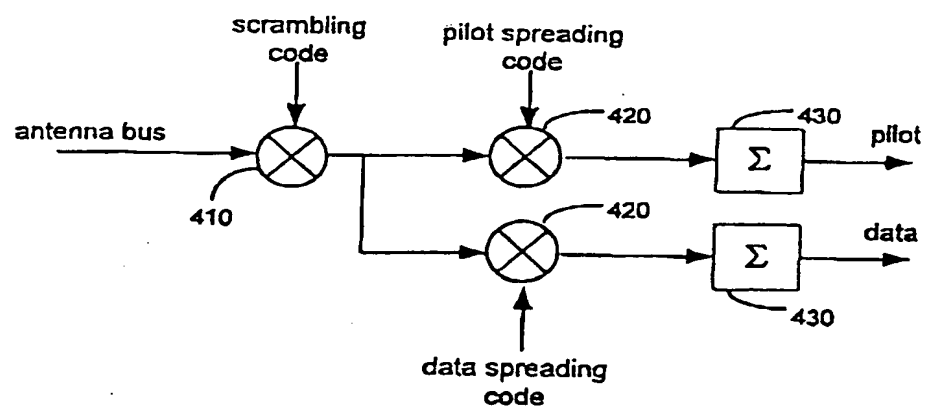 scrambling
code
pilot spreading
code
420
430
antenna bus
pilot
Σ
410
420
data
Σ
430
data spreading
code